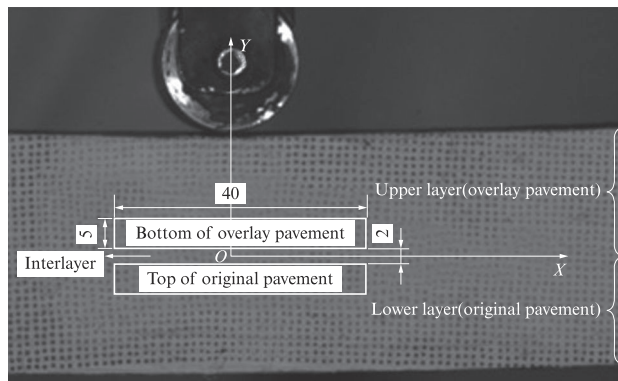 Y
40
Upper layer(overlay pavement)
5
Bottom of overlay pavement
2
Interlayer
O
X
Top of original pavement
Lower layer(original pavement)